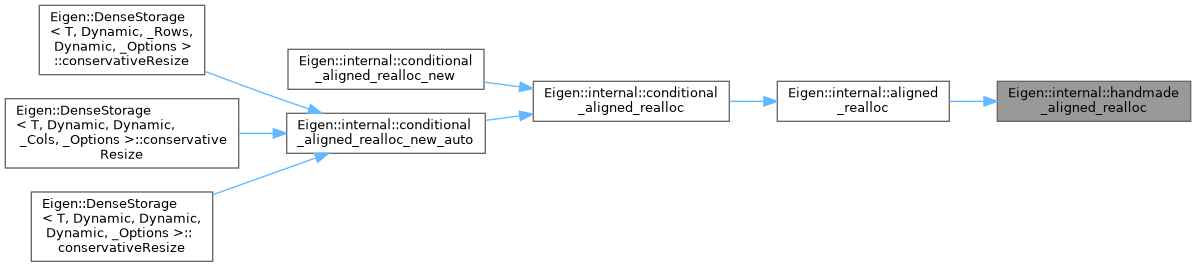 Eigen::DenseStorage
< T, Dynamic, _Rows,
Dynamic, _Options >
::conservativeResize
Eigen::DenseStorage
< T, Dynamic, Dynamic,
_Cols, _Options >::conservative
Resize
Eigen::DenseStorage
< T, Dynamic, Dynamic,
Dynamic, _Options >::
conservativeResize
Eigen::internal::conditional
_aligned_realloc_new
Eigen::internal::conditional
_aligned_realloc_new_auto
Eigen::internal::conditional
_aligned_realloc
Eigen::internal::aligned
_realloc
Eigen::internal::handmade
_aligned_realloc